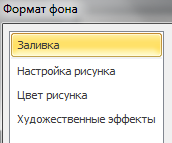 Формат фона
Заливка
Настройка рисунка
Цвет рисунка
Художественные эффекты